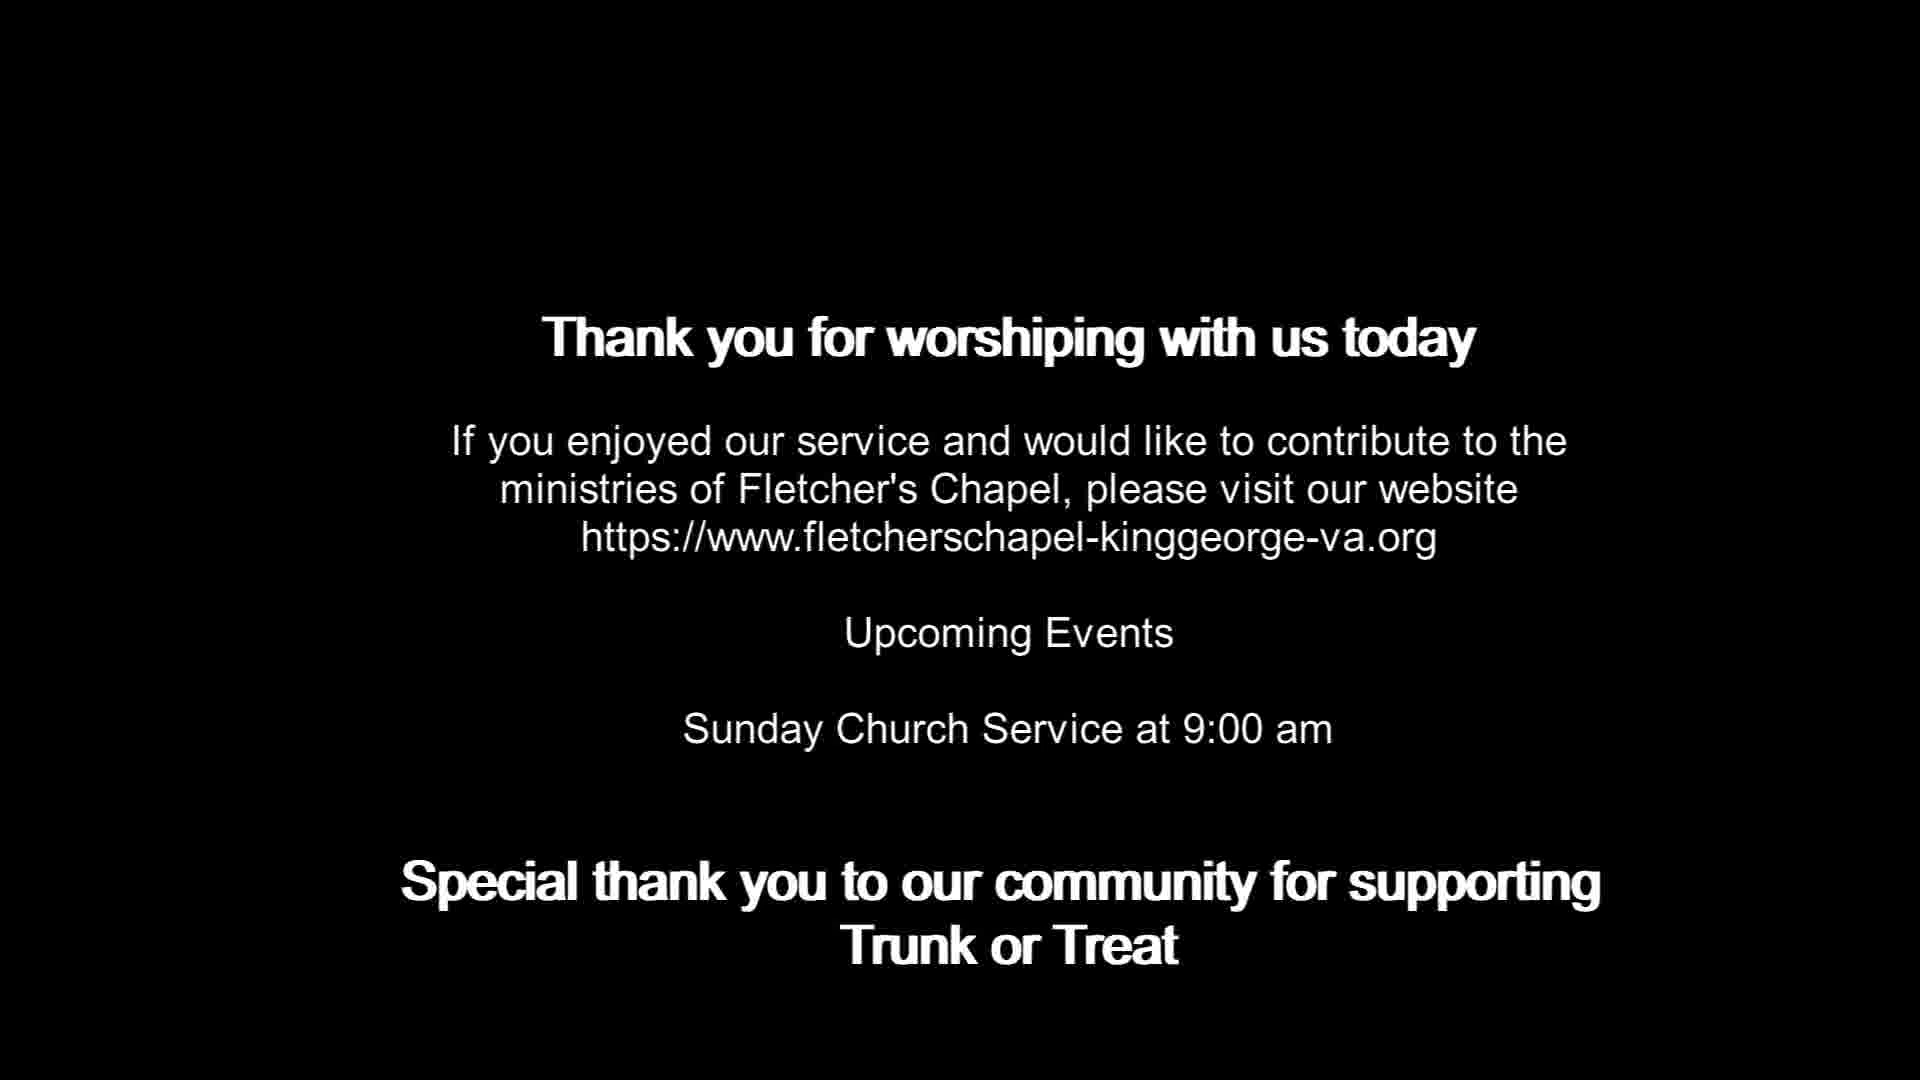 Thank you for worshiping with us today
If you enjoyed our service and would like to contribute to the
ministries of Fletcher's Chapel, please visit our website
https://www.fletcherschapel-kinggeorge-va.org
Upcoming Events
Sunday Church Service at 9:00 am
Special thank you to our community for supporting
Trunk or Treat